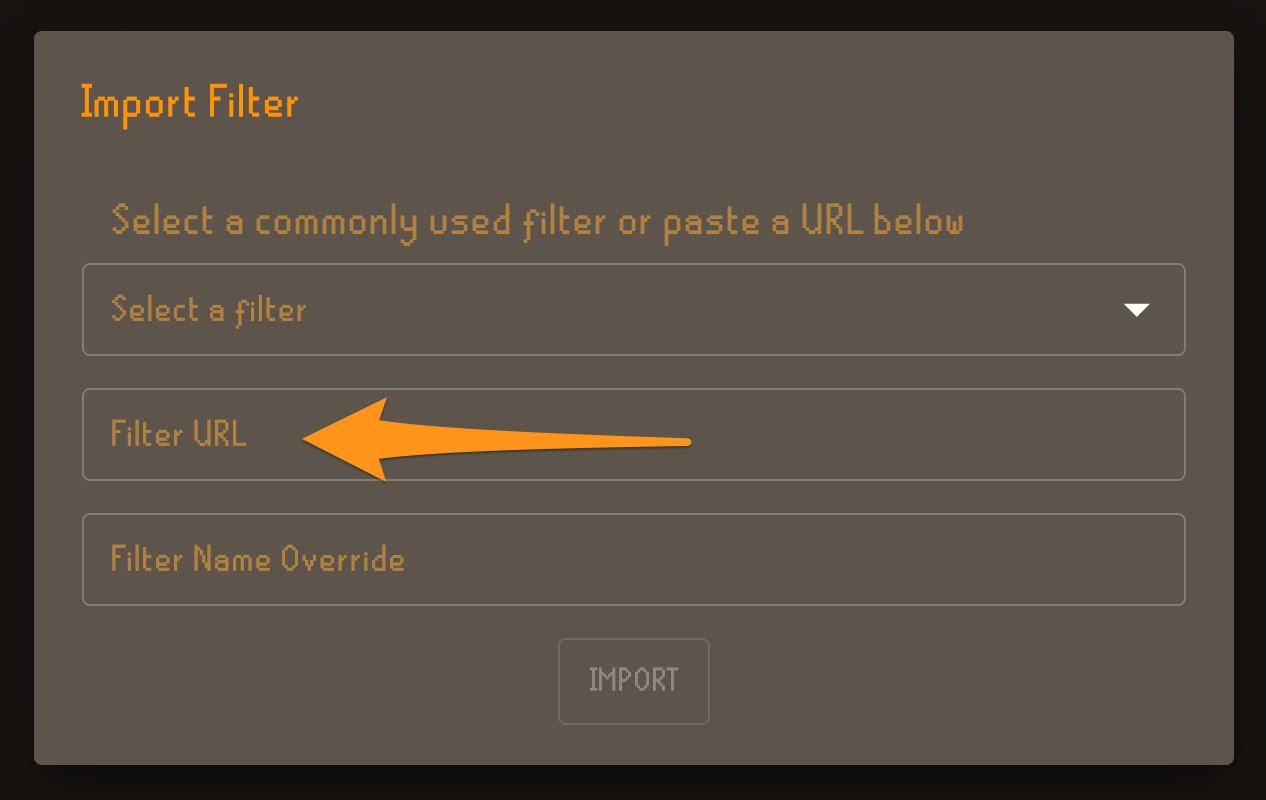 Import Filter
Select a commonly used filter or paste a URL below
Select a filter
Filter URL
Filter Name Override
IMPORT